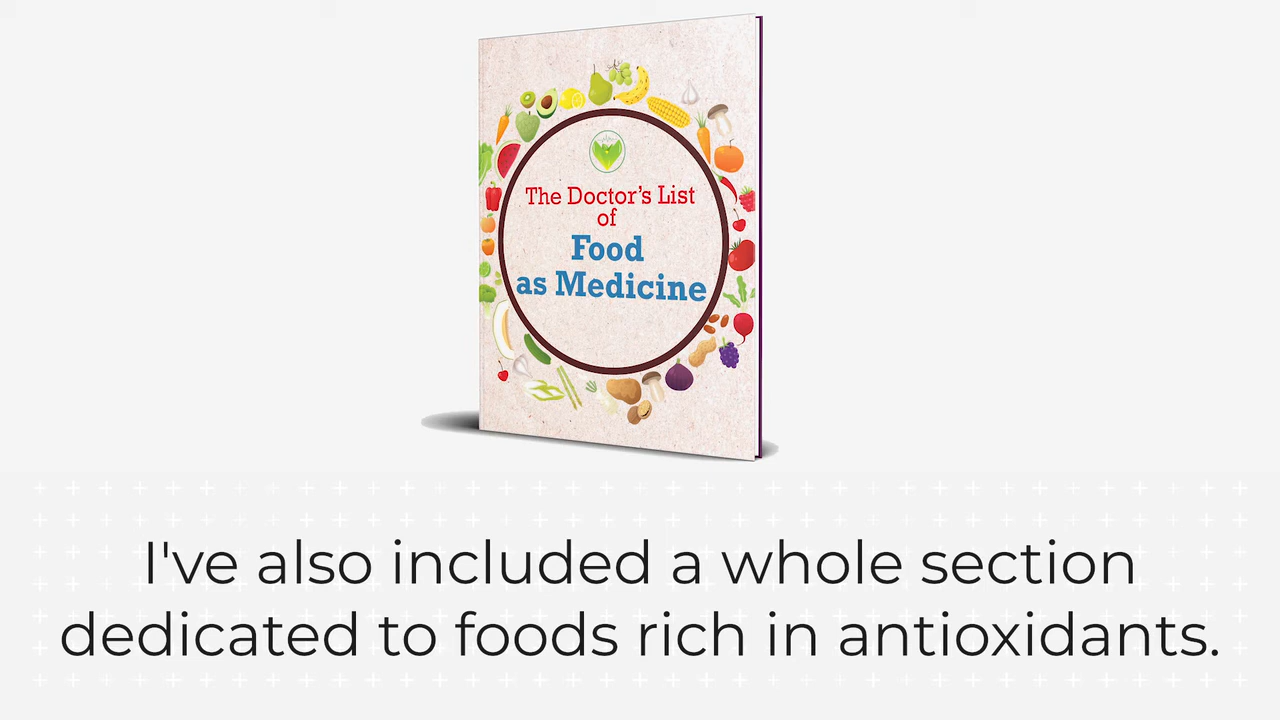 The Doctor's List
of
Food
as Medicine
I've also included a whole section
dedicated to foods rich in antioxidants.